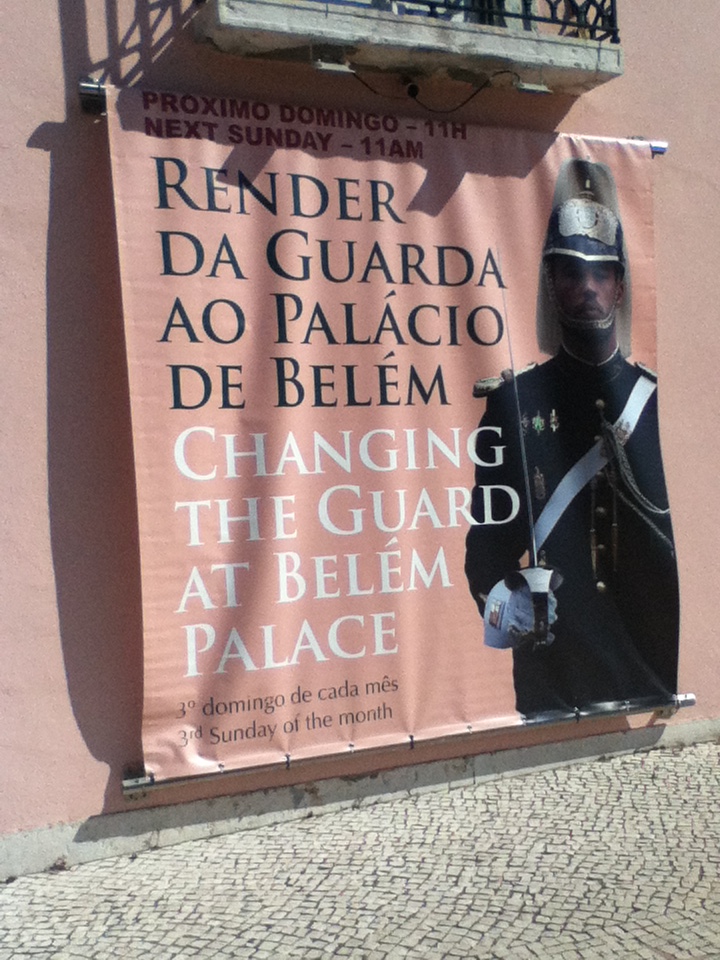 PROXIMO DOMINGO – 11H
NEXT SUNDAY – 11AM
RENDER
DA GUARDA
AO PALÁCIO
DE BELÉM
CHANGING
THE GUARD
AT BELÉM
PALACE
3º domingo de cada mês
3rd Sunday of the month